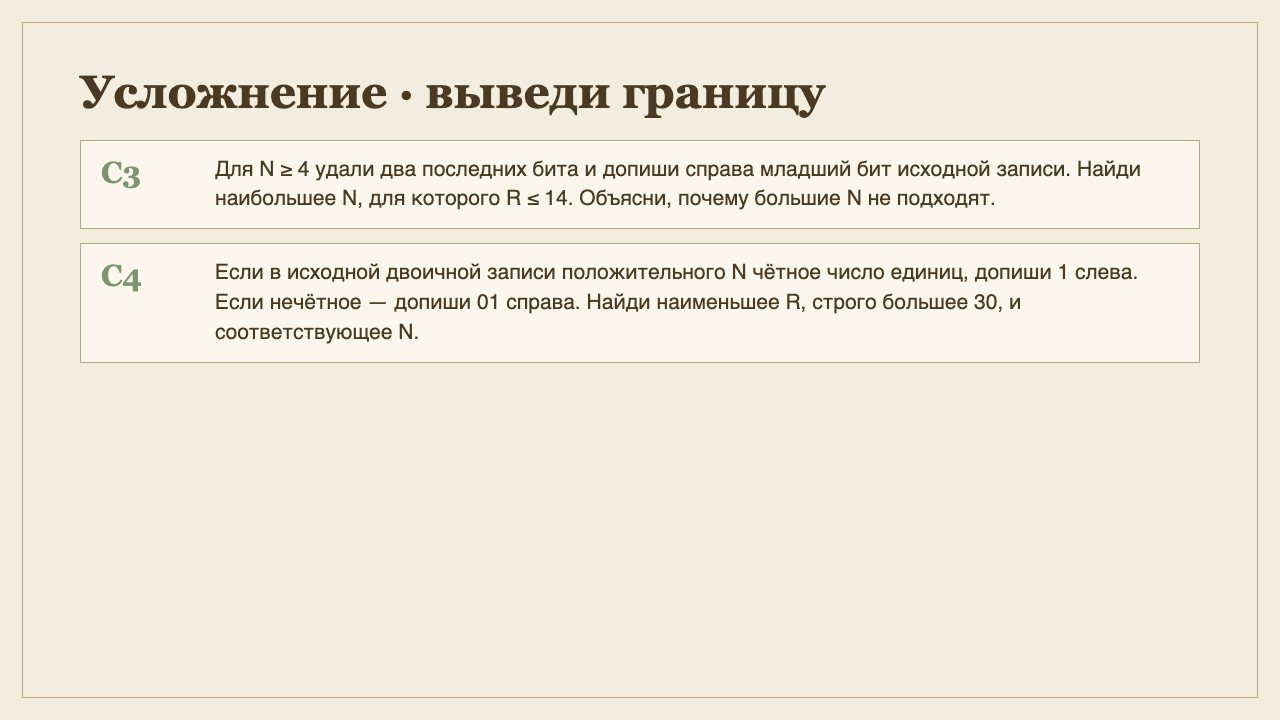 Усложнение · выведи границу
C3
Для N ≥ 4 удали два последних бита и допиши справа младший бит исходной записи. Найди
наибольшее N, для которого R ≤ 14. Объясни, почему большие N не подходят.
C4
Если в исходной двоичной записи положительного N чётное число единиц, допиши 1 слева.
Если нечётное — допиши 01 справа. Найди наименьшее R, строго большее 30, и
соответствующее N.